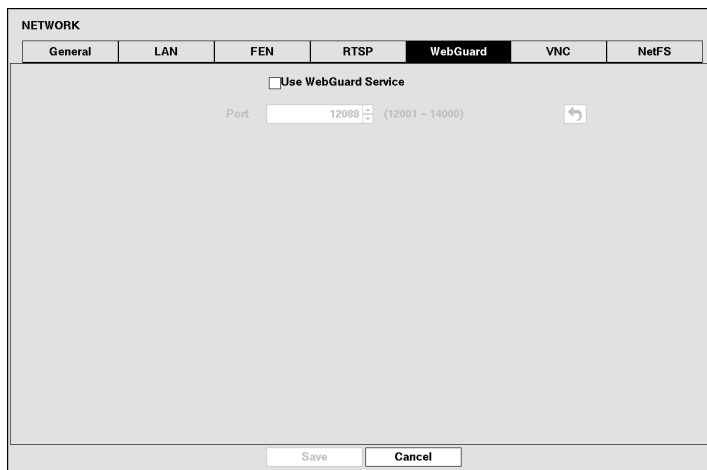 NETWORK
General LAN FEN RTSP WebGuard VNC NetFS
Use WebGuard Service
Port 12088 (12001 ~ 14000)
Save Cancel